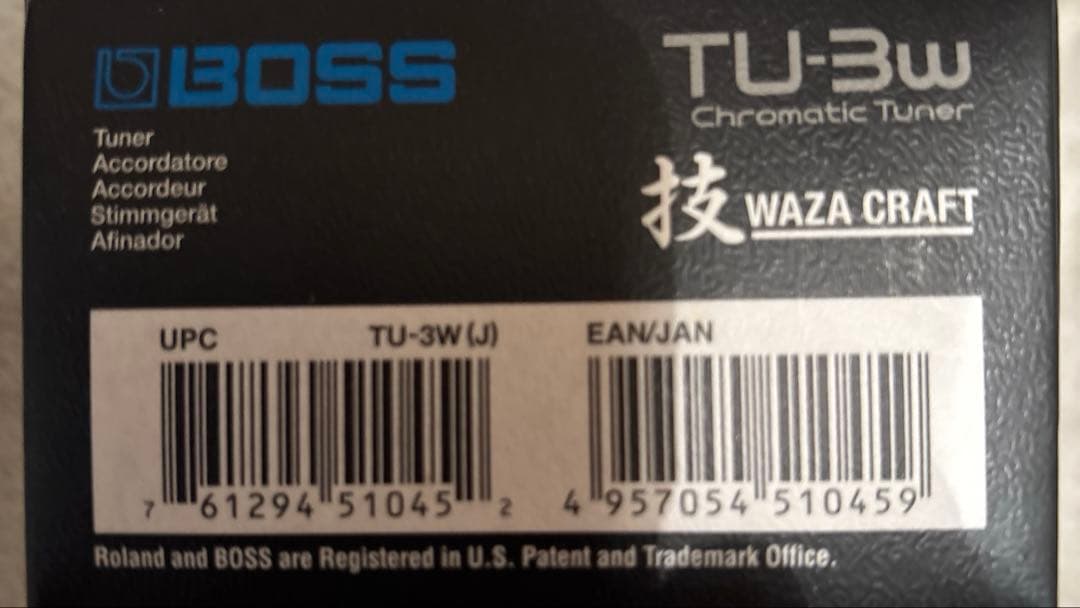 BOSS
TU-3w
Chromatic Tuner
Tuner
Accordatore
Accordeur
Stimmgerät
Afinador
技 WAZA CRAFT
UPC TU-3W (J)
EAN/JAN
7 61294 51045 2
4 957054 510459
Roland and BOSS are Registered in U.S. Patent and Trademark Office.